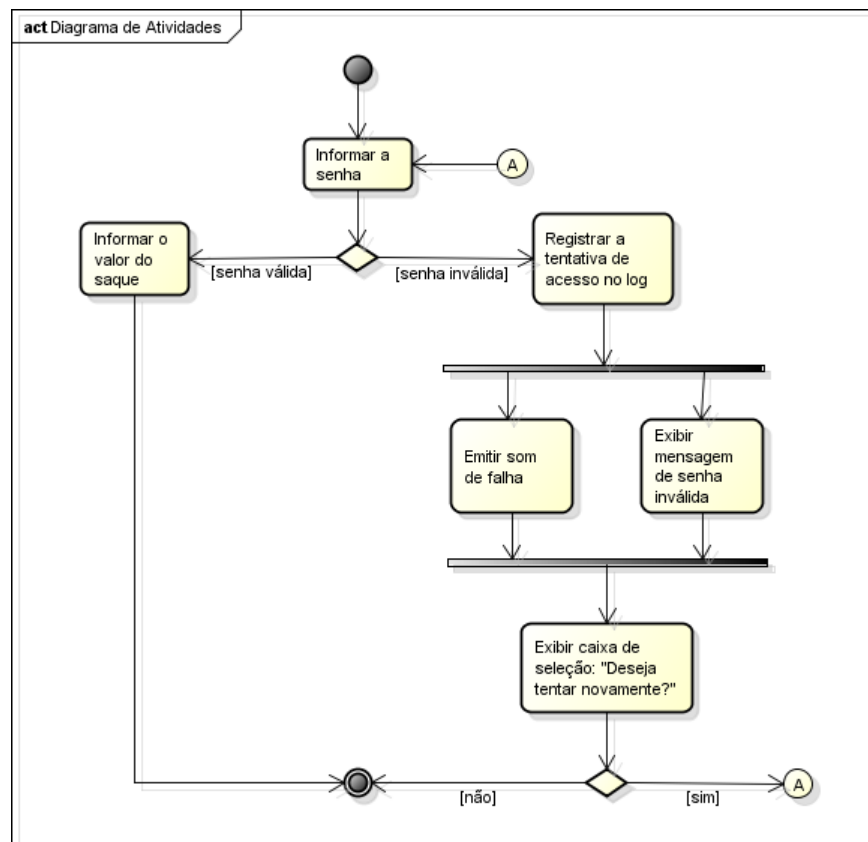 act Diagrama de Atividades
Informar a
senha
A
Informar o
valor do
saque
[senha válida]
[senha inválida]
Registrar a
tentativa de
acesso no log
Emitir som
de falha
Exibir
mensagem
de senha
inválida
Exibir caixa de
seleção: "Deseja
tentar novamente?"
[não]
[sim]
A